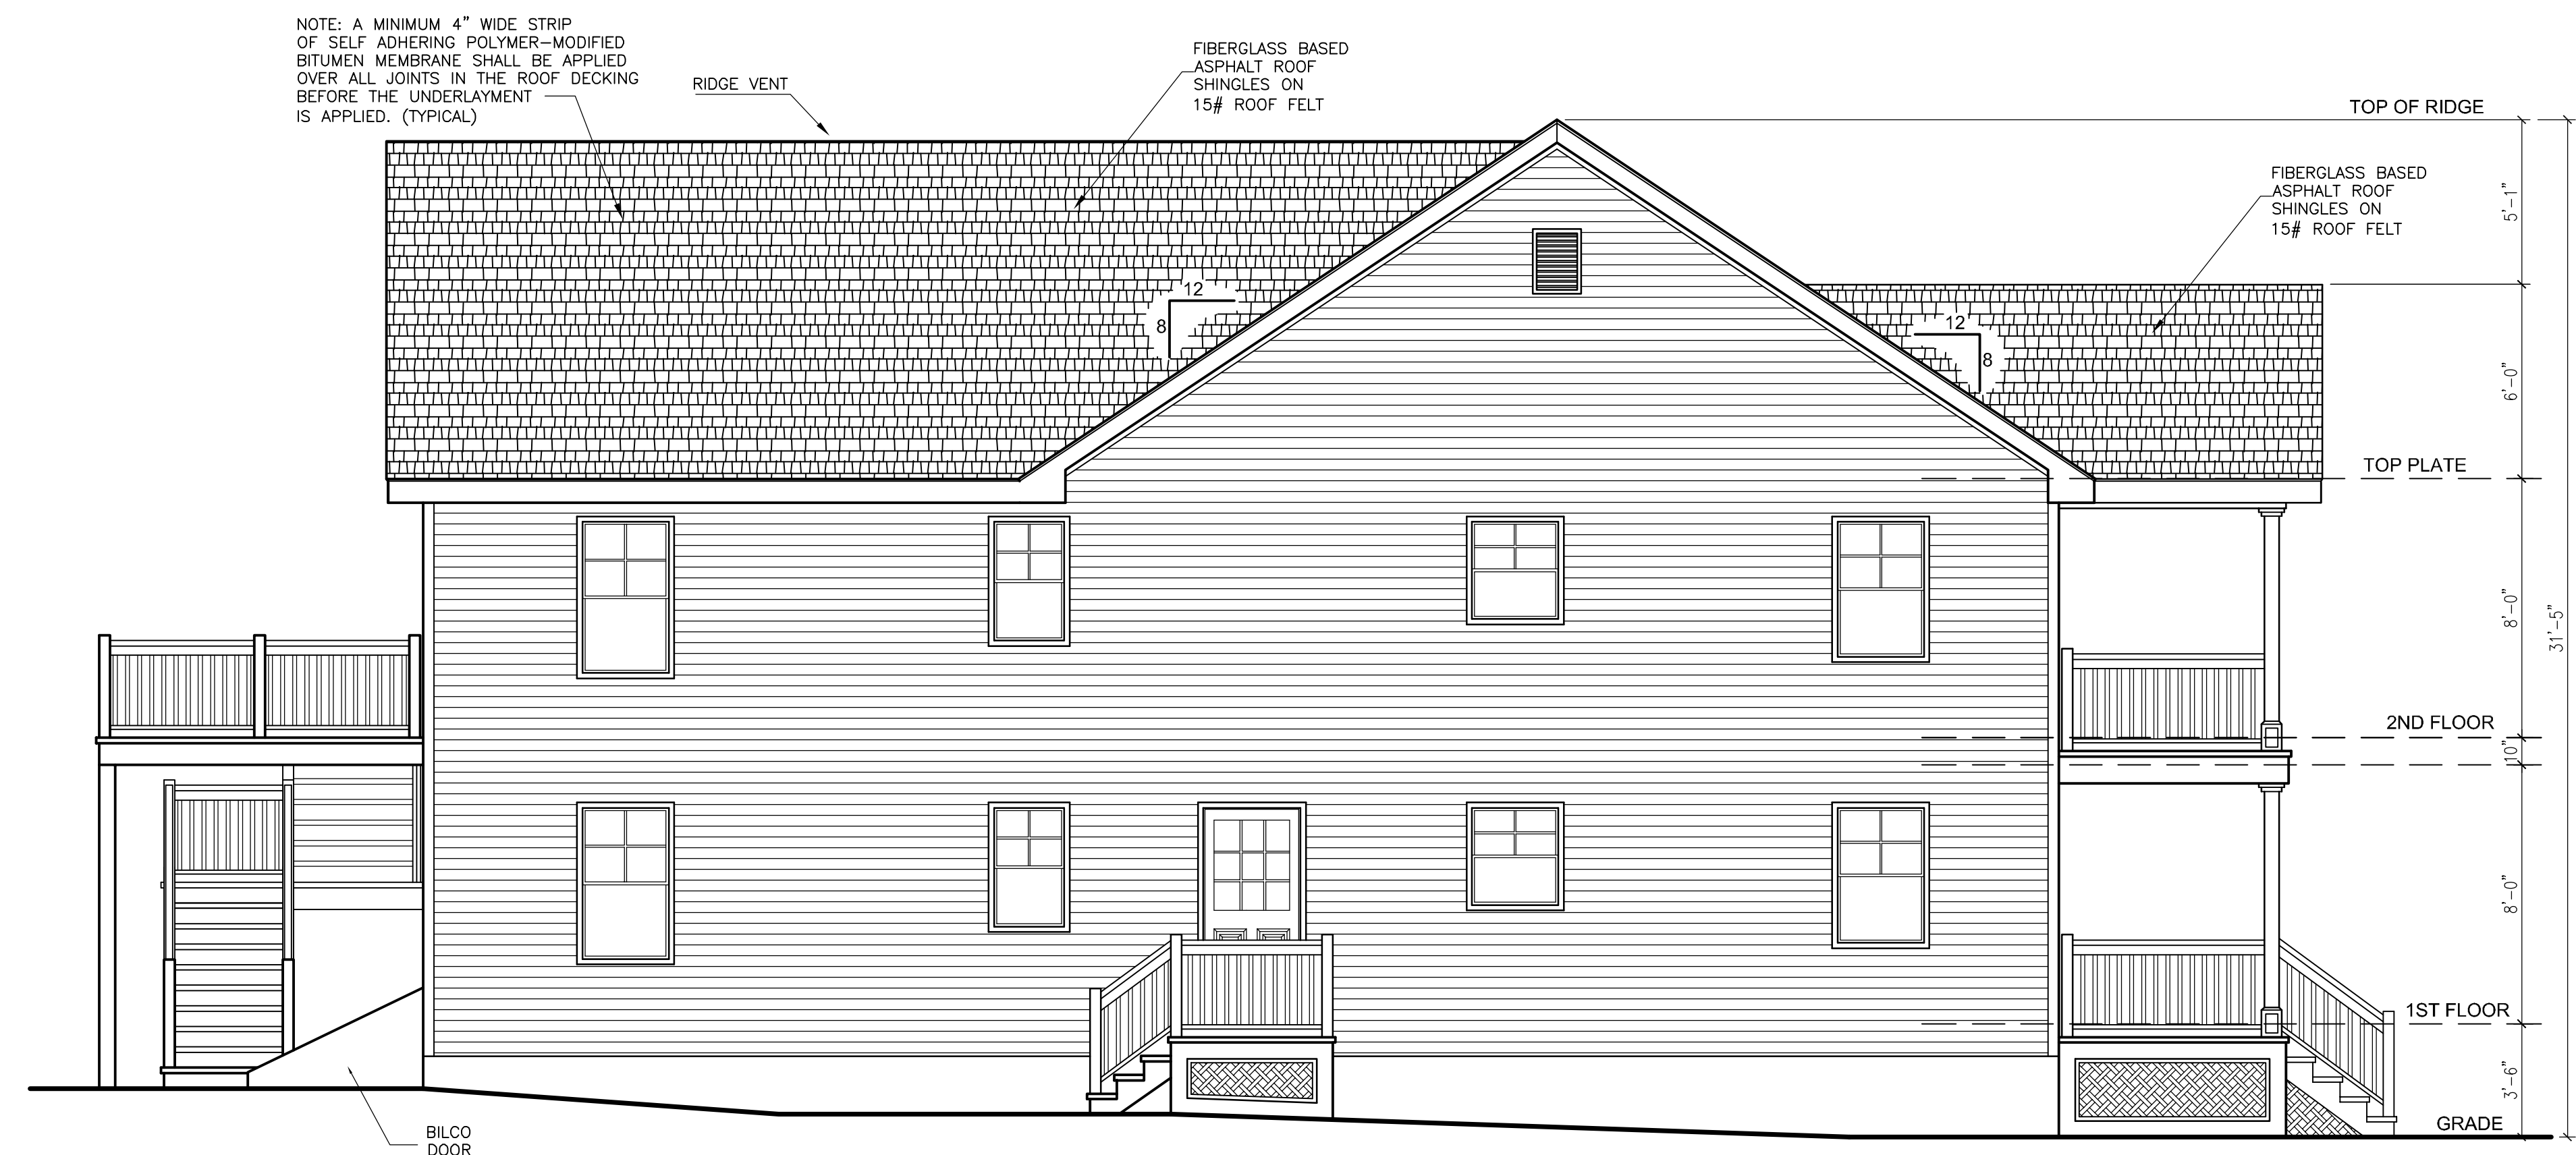 NOTE: A MINIMUM 4" WIDE STRIP
OF SELF ADHERING POLYMER-MODIFIED
BITUMEN MEMBRANE SHALL BE APPLIED
OVER ALL JOINTS IN THE ROOF DECKING
BEFORE THE UNDERLAYMENT
IS APPLIED. (TYPICAL)
RIDGE VENT
FIBERGLASS BASED
ASPHALT ROOF
SHINGLES ON
15# ROOF FELT
TOP OF RIDGE
FIBERGLASS BASED
ASPHALT ROOF
SHINGLES ON
15# ROOF FELT
5'-1"
12
8
12
8
6'-0"
TOP PLATE
8'-0"
31'-5"
2ND FLOOR
10"
8'-0"
1ST FLOOR
3'-6"
GRADE
BILCO
DOOR